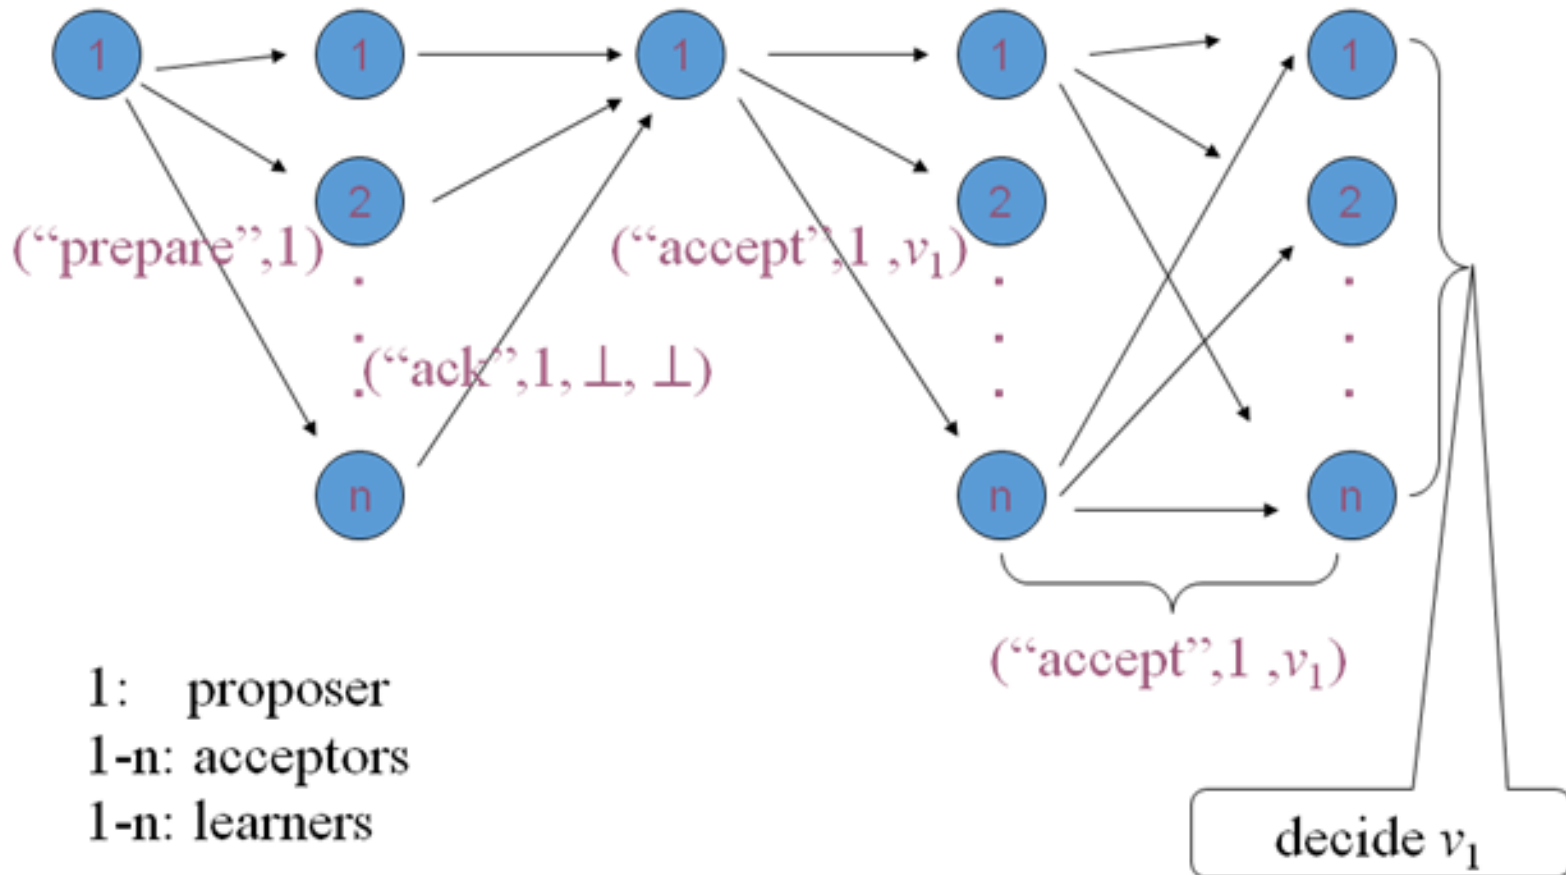 1 1 1 1 1
2 2 2
("prepare",1) ("accept",1 ,v₁)
("ack",1, ⊥, ⊥)
n n n
("accept",1 ,v₁)
1: proposer
1-n: acceptors
1-n: learners
decide v₁